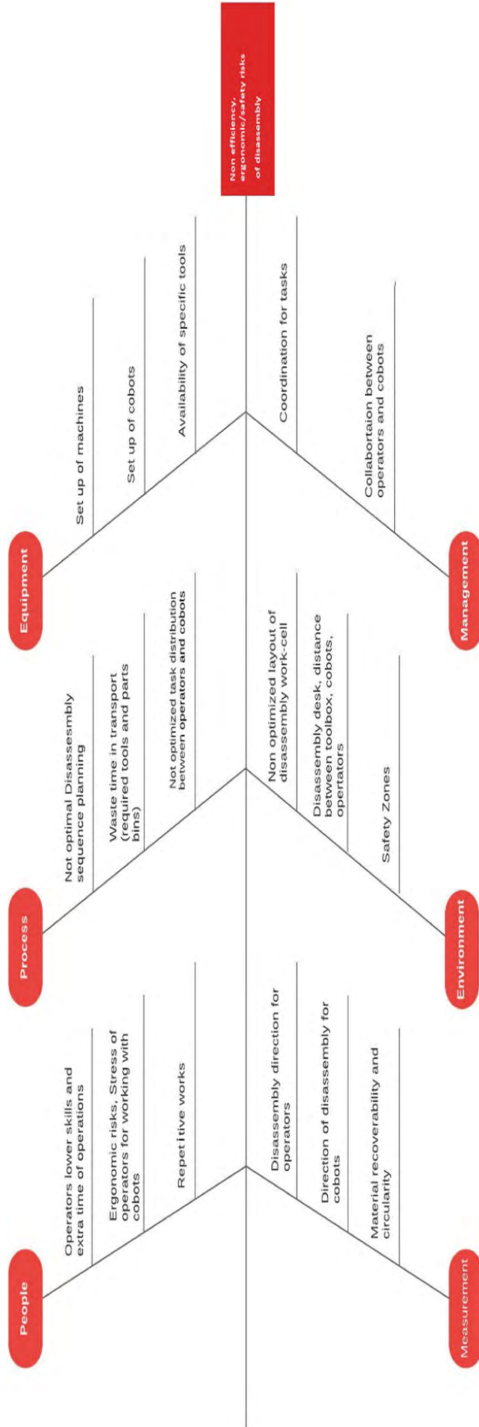 People
Operators lower skills and
extra time of operations
Ergonomic risks, Stress of
operators for working with
cobots
Repetitive works
Process
Not optimal Disassesmbly
sequence planning
Waste time in transport
(required tools and parts
bins)
Not optimized task distribution
between operators and cobots
Equipment
Set up of machines
Set up of cobots
Availability of specific tools
Non efficiency,
ergonomic/safety risks
of disassembly
Measurement
Disassembly direction for
operators
Direction of disassembly for
cobots
Material recoverability and
circularity
Environment
Non optimized layout of
disassembly work-cell
Disassembly desk, distance
between toolbox, cobots,
opertators
Safety Zones
Management
Coordination for tasks
Collabortaion between
operators and cobots